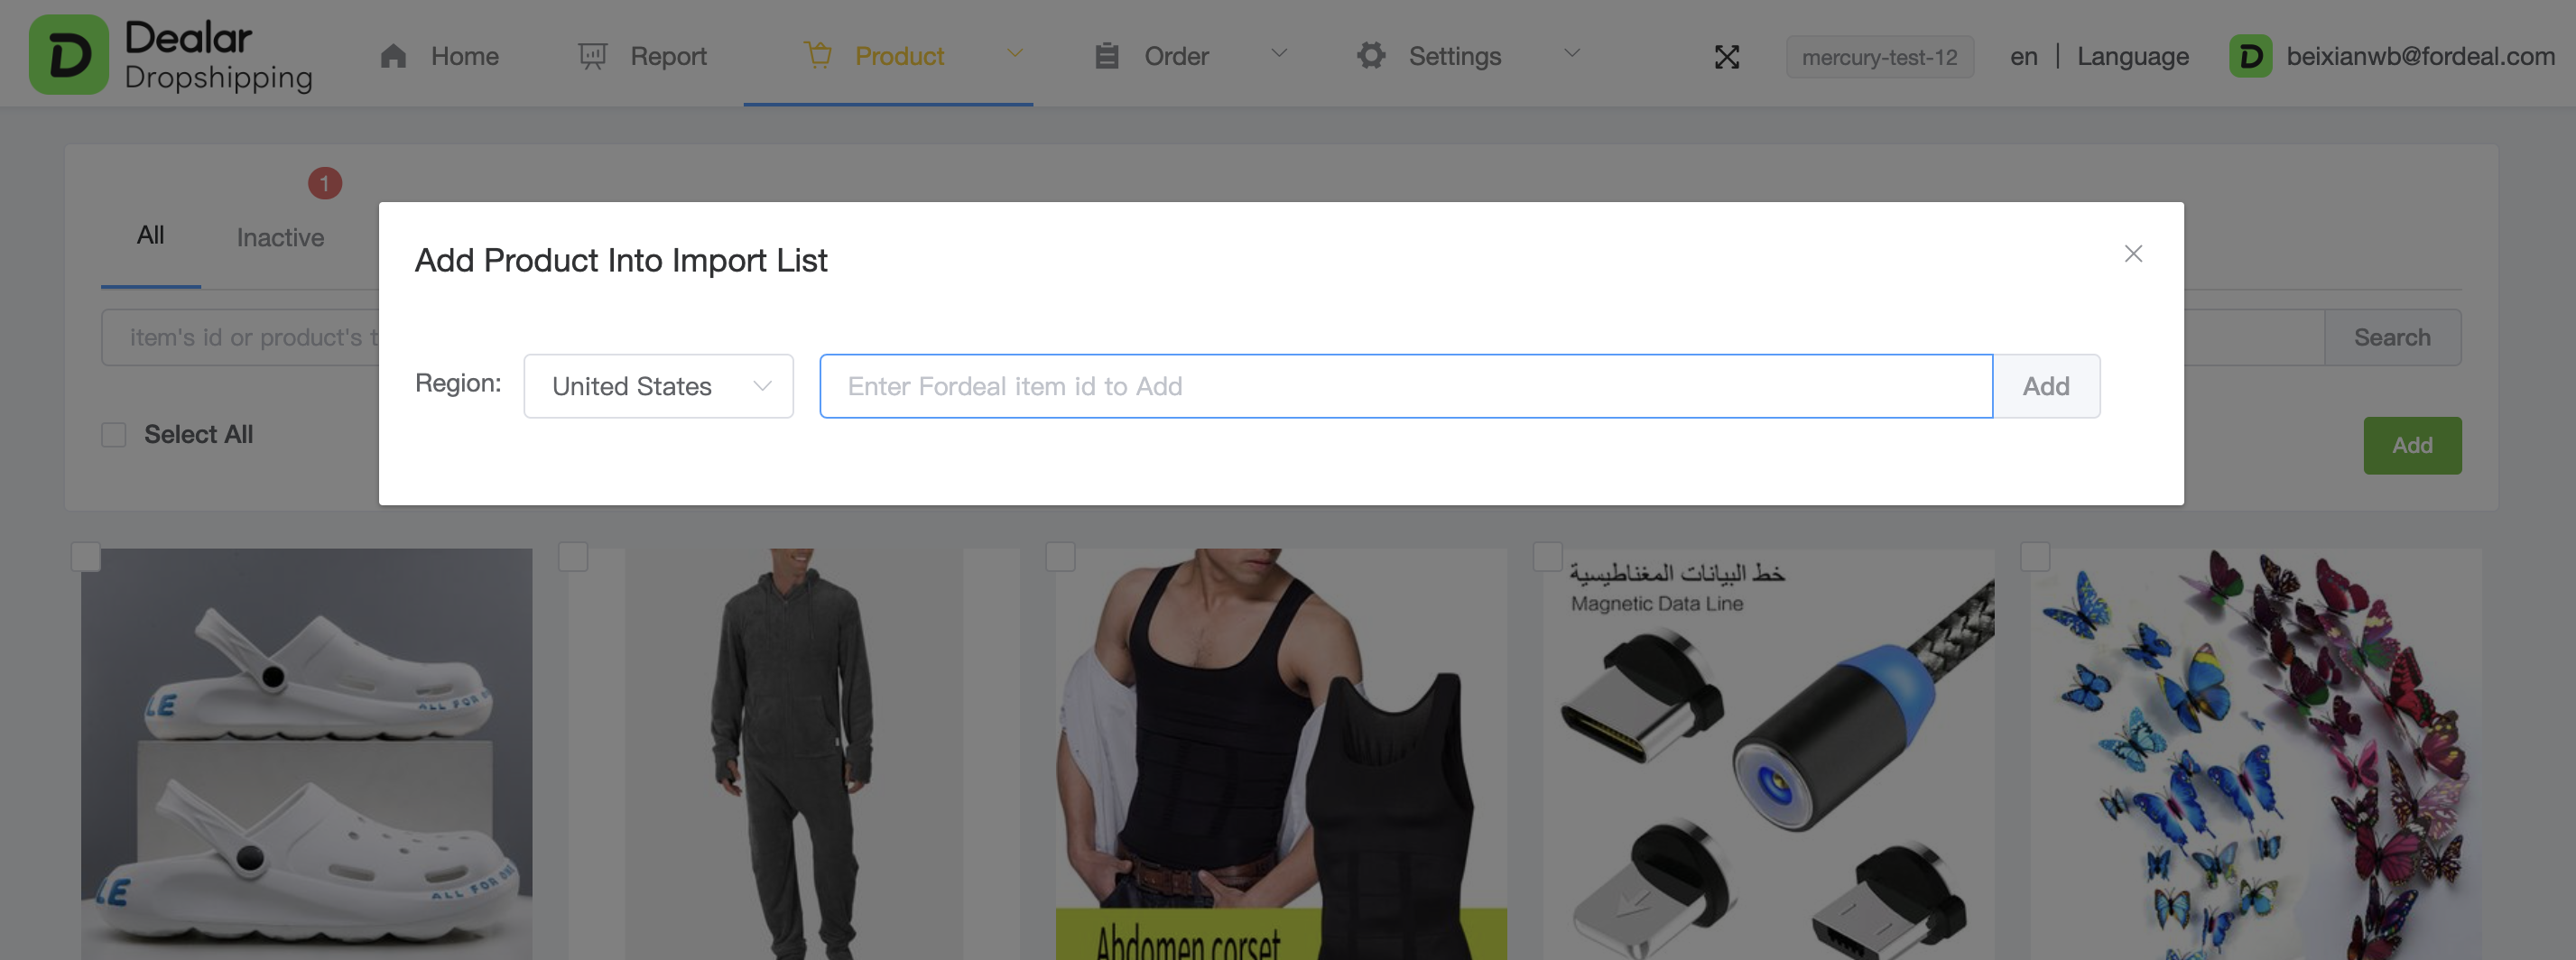 Dealar
Dropshipping
Home
Report
Product
Order
Settings
mercury-test-12
en | Language
beixianwb@fordeal.com
1
All
Inactive
Add Product Into Import List
item's id or product's t
Search
Region:
United States
Enter Fordeal item id to Add
Add
Select All
Add
خط البيانات المغناطيسية
Magnetic Data Line
LE
ALL FOR
LE
ALL FOR
Abdomen corset